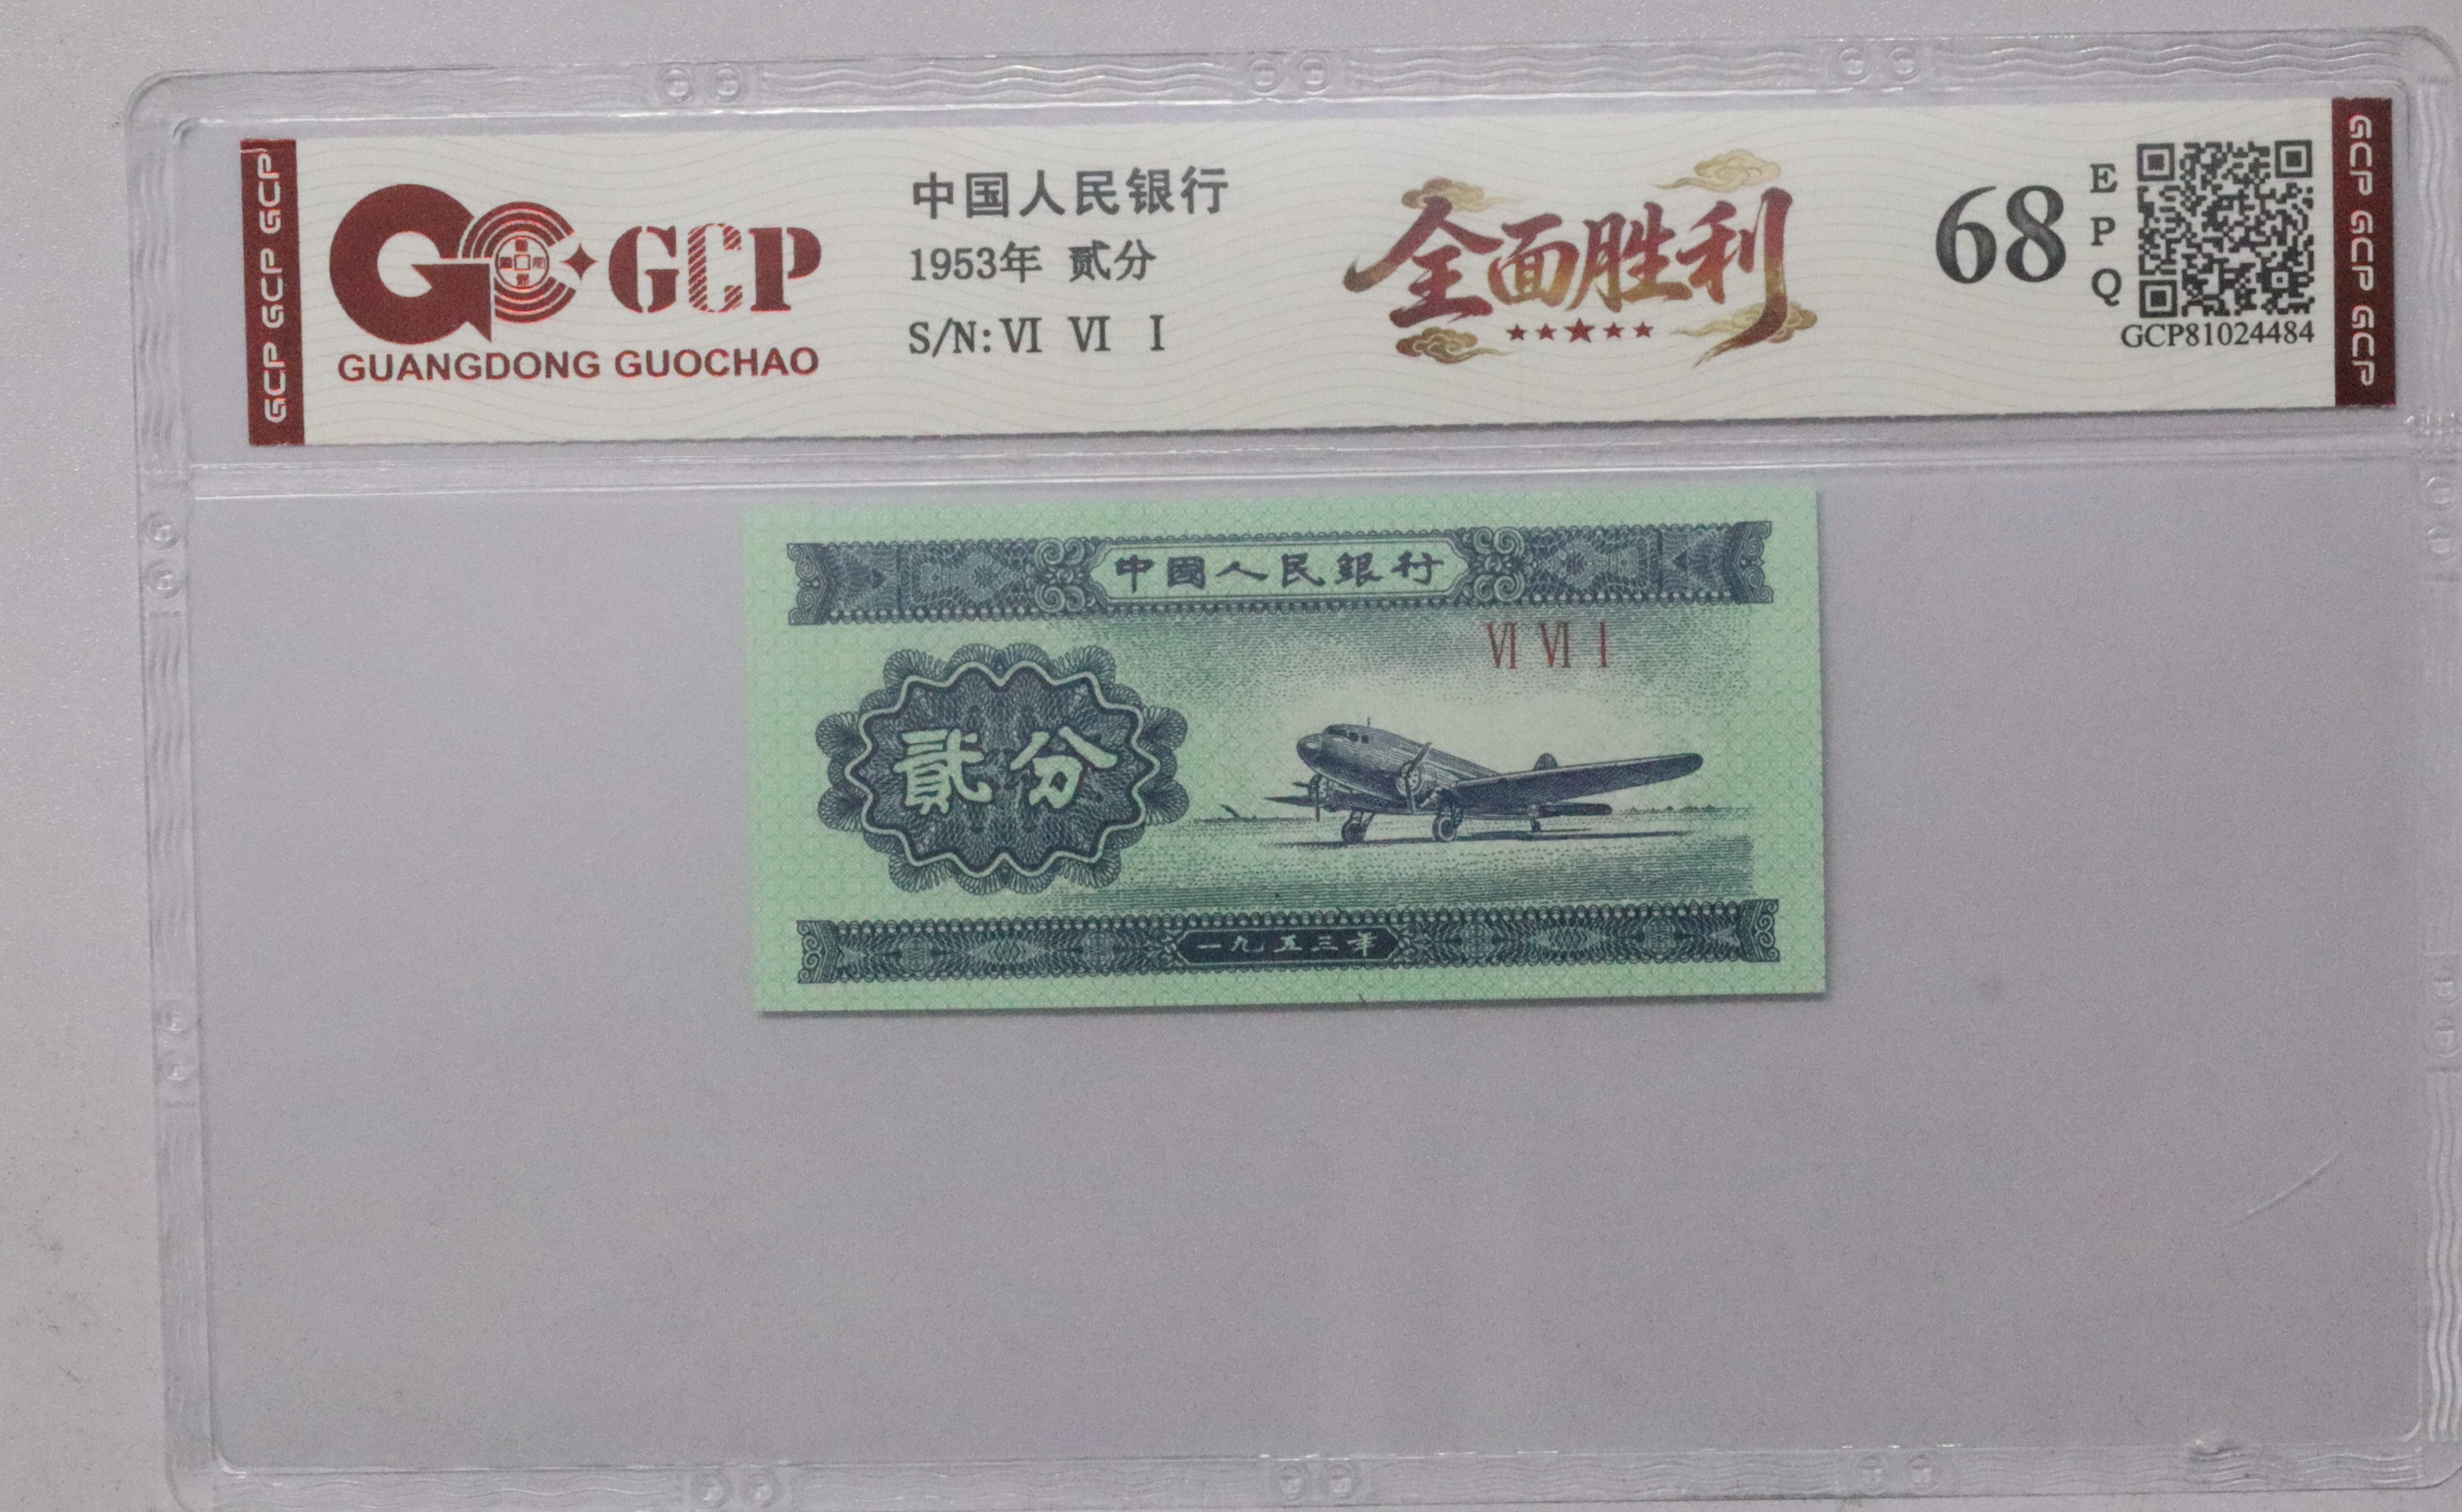 GCP GCP GCP
GCP
GUANGDONG GUOCHAO
中国人民银行
1953年 贰分
S/N: VI VI I
全面胜利
68
E
P
Q
GCP81024484
GCP GCP GCP
中國人民銀行
VI VI I
貳分
一九五三年